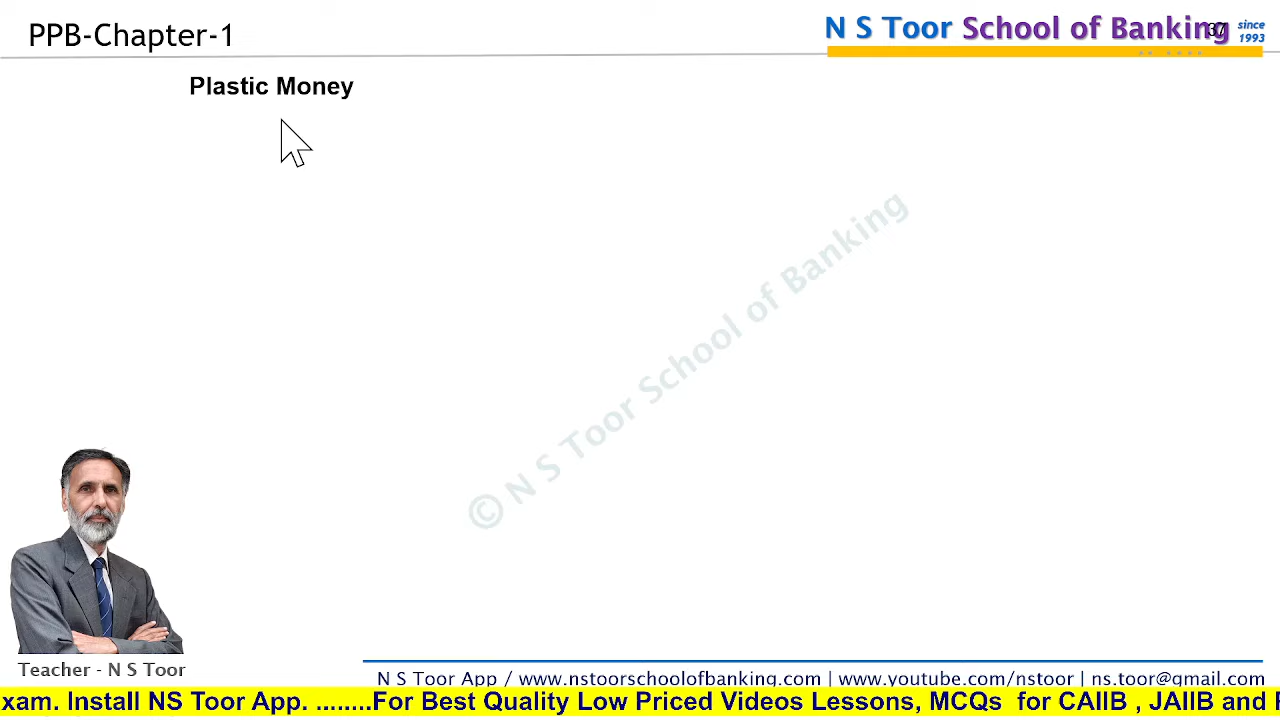 PPB-Chapter-1
N S Toor School of Banking since 1993
37
Plastic Money
© N S Toor School of Banking
Teacher - N S Toor
N S Toor App / www.nstoorschoolofbanking.com | www.youtube.com/nstoor | ns.toor@gmail.com
xam. Install NS Toor App. ........For Best Quality Low Priced Videos Lessons, MCQs for CAIIB , JAIIB and